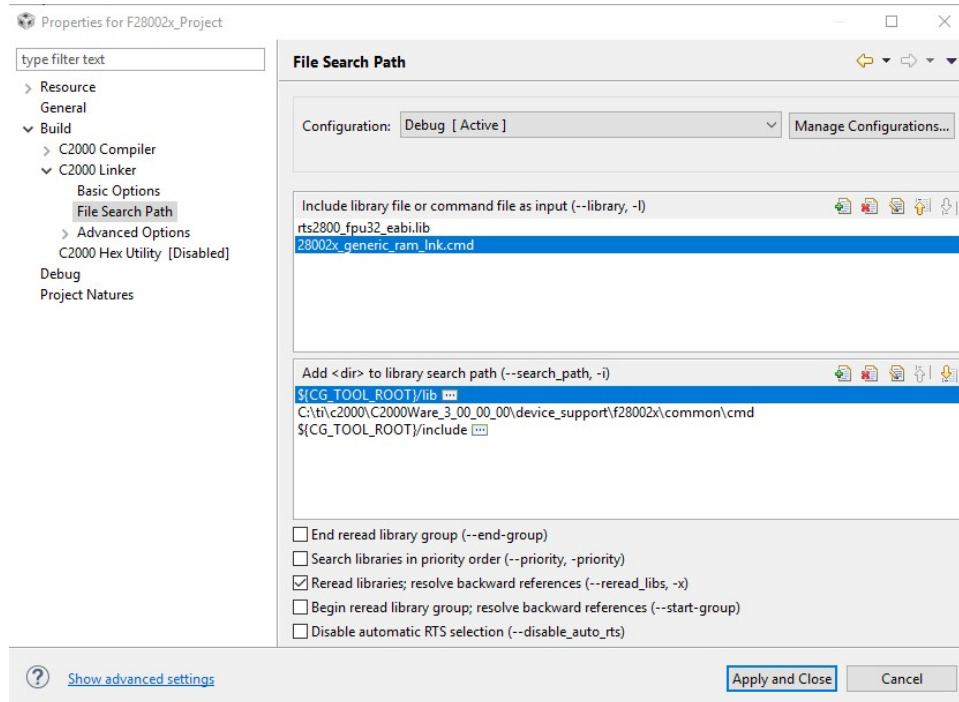 Properties for F28002x_Project
type filter text
Resource
General
Build
C2000 Compiler
C2000 Linker
Basic Options
File Search Path
Advanced Options
C2000 Hex Utility [Disabled]
Debug
Project Natures
File Search Path
Configuration: Debug [ Active ]
Manage Configurations...
Include library file or command file as input (--library, -l)
rts2800_fpu32_eabi.lib
28002x_generic_ram_lnk.cmd
Add <dir> to library search path (--search_path, -i)
${CG_TOOL_ROOT}/lib
C:\ti\c2000\C2000Ware_3_00_00_00\device_support\f28002x\common\cmd
${CG_TOOL_ROOT}/include
End reread library group (--end-group)
Search libraries in priority order (--priority, -priority)
Reread libraries; resolve backward references (--reread_libs, -x)
Begin reread library group; resolve backward references (--start-group)
Disable automatic RTS selection (--disable_auto_rts)
Show advanced settings
Apply and Close
Cancel